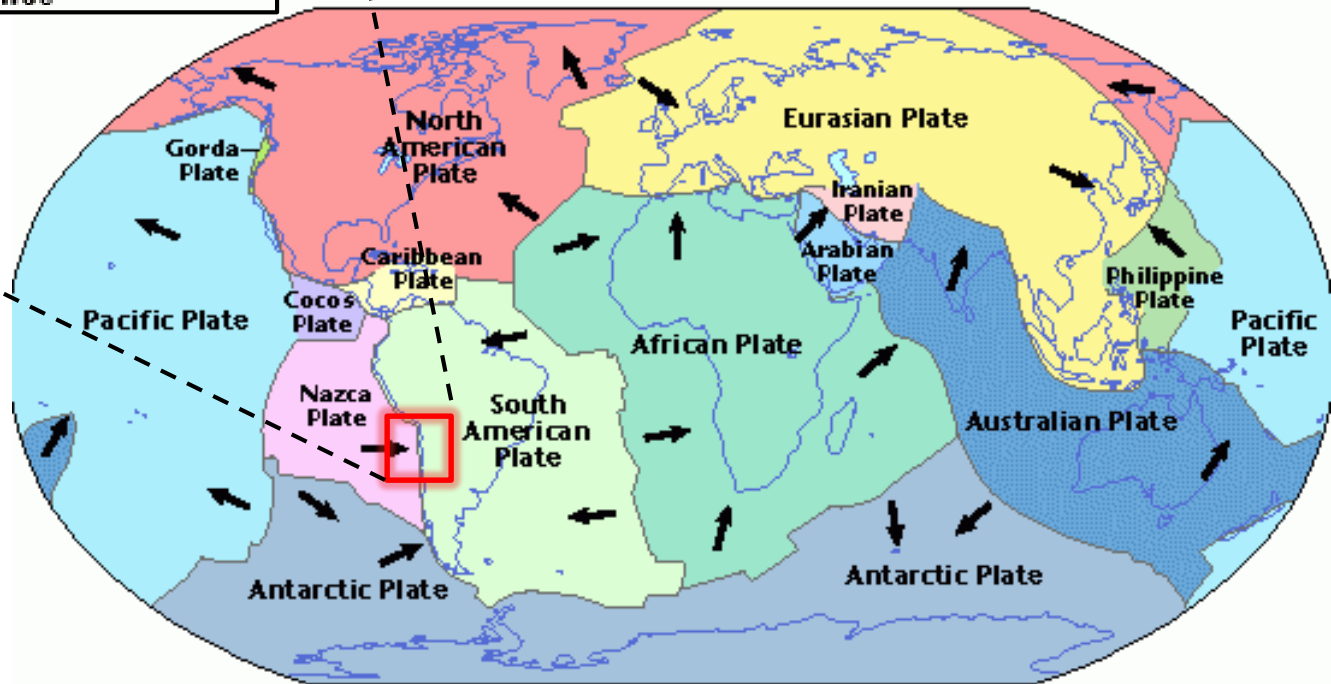 North
American
Plate
Eurasian Plate
Gorda
Plate
Iranian
Plate
Arabian
Plate
Caribbean
Plate
Philippine
Plate
Cocos
Plate
Pacific Plate
African Plate
Pacific
Plate
Nazca
Plate
South
American
Plate
Australian Plate
Antarctic Plate
Antarctic Plate